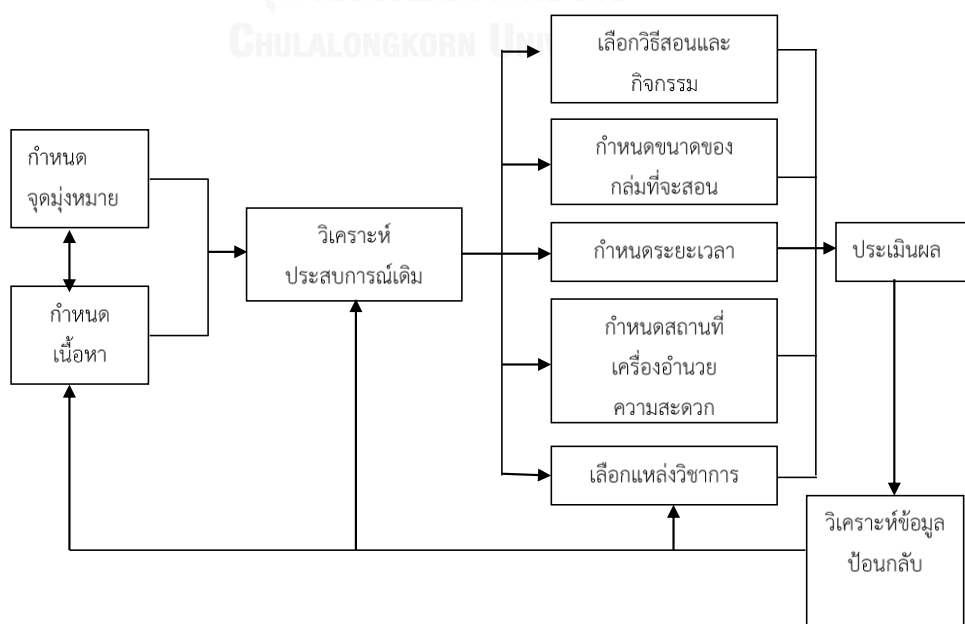 CHULALONGKORN UN
เลือกวิธีสอนและ
กิจกรรม
กำหนด
จุดมุ่งหมาย
กำหนดขนาดของ
กลุ่มที่จะสอน
วิเคราะห์
ประสบการณ์เดิม
กำหนดระยะเวลา
ประเมินผล
กำหนด
เนื้อหา
กำหนดสถานที่
เครื่องอำนวย
ความสะดวก
เลือกแหล่งวิชาการ
วิเคราะห์ข้อมูล
ป้อนกลับ